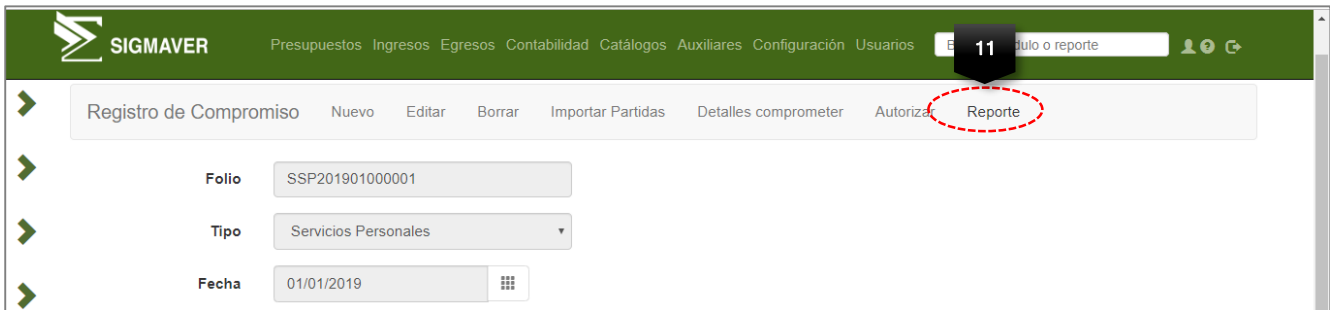 SIGMAVER Presupuestos Ingresos Egresos Contabilidad Catálogos Auxiliares Configuración Usuarios o reporte
11
Registro de Compromiso Nuevo Editar Borrar Importar Partidas Detalles comprometer Autorizar Reporte
Folio SSP201901000001
Tipo Servicios Personales
Fecha 01/01/2019